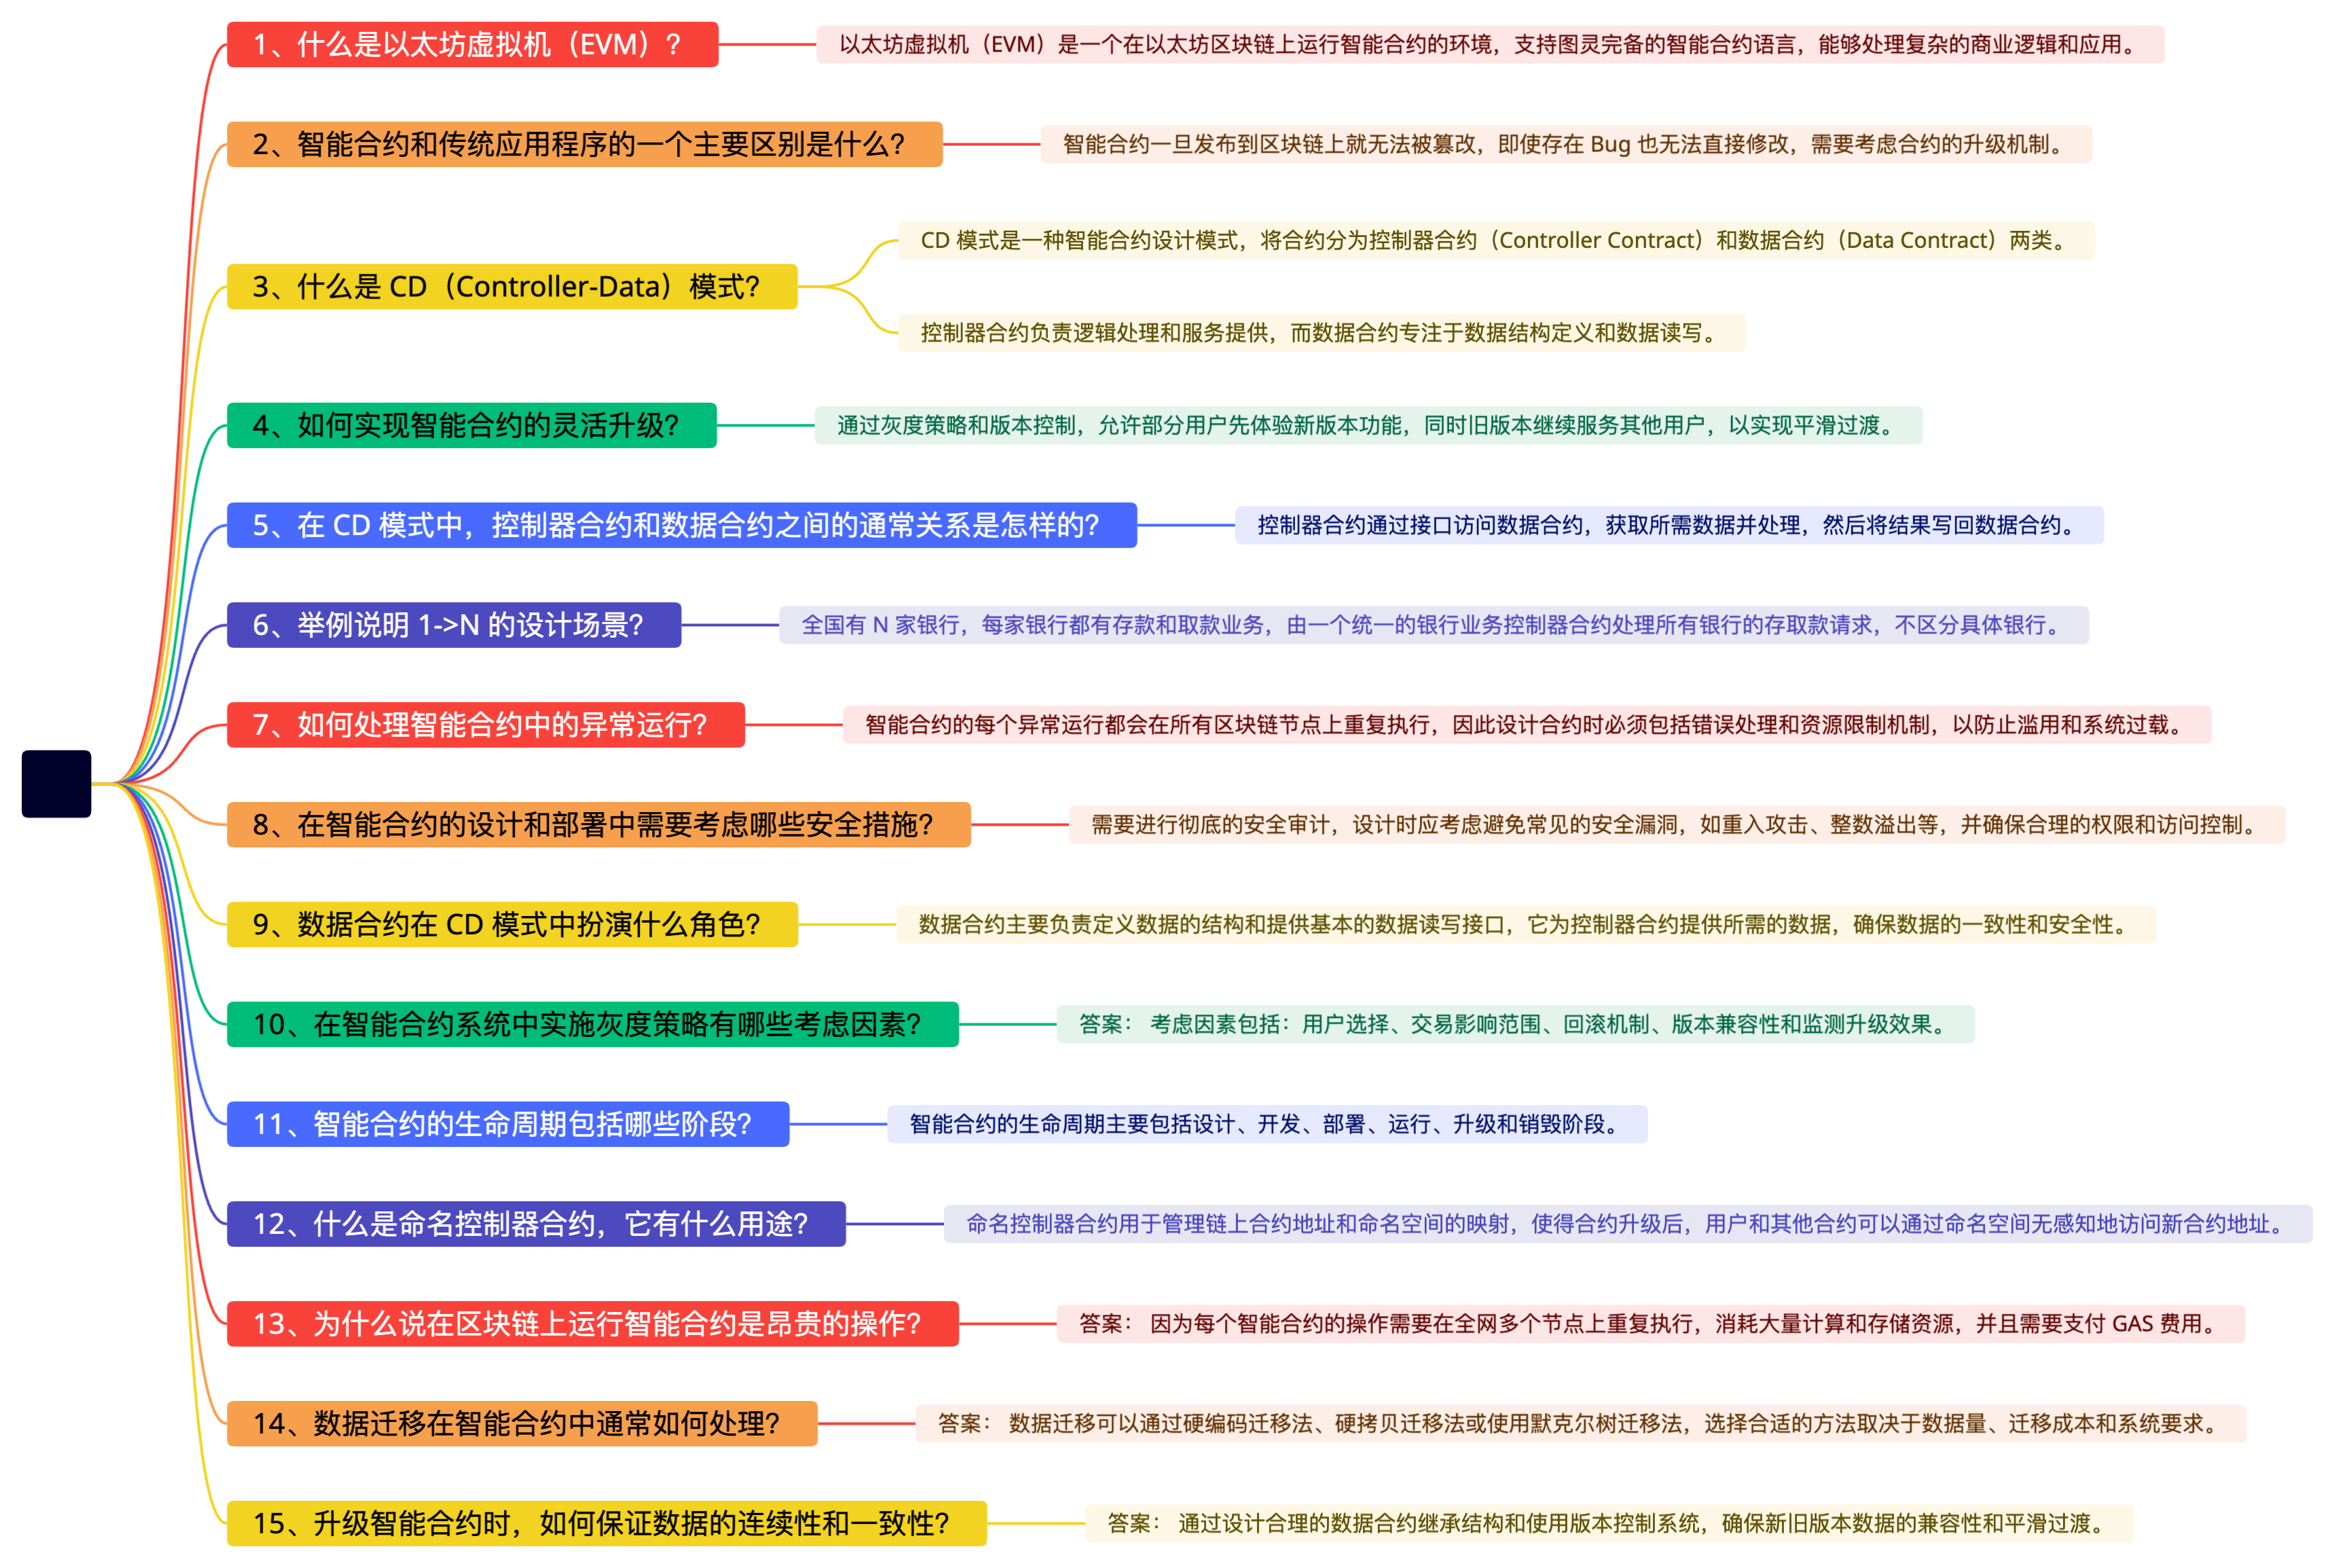 1、什么是以太坊虚拟机（EVM）?
以太坊虚拟机（EVM）是一个在以太坊区块链上运行智能合约的环境，支持图灵完备的智能合约语言，能够处理复杂的商业逻辑和应用。
2、智能合约和传统应用程序的一个主要区别是什么?
智能合约一旦发布到区块链上就无法被篡改，即使存在 Bug 也无法直接修改，需要考虑合约的升级机制。
3、什么是 CD（Controller-Data）模式?
CD 模式是一种智能合约设计模式，将合约分为控制器合约（Controller Contract）和数据合约（Data Contract）两类。
控制器合约负责逻辑处理和服务提供，而数据合约专注于数据结构定义和数据读写。
4、如何实现智能合约的灵活升级?
通过灰度策略和版本控制，允许部分用户先体验新版本功能，同时旧版本继续服务其他用户，以实现平滑过渡。
5、在 CD 模式中，控制器合约和数据合约之间的通常关系是怎样的?
控制器合约通过接口访问数据合约，获取所需数据并处理，然后将结果写回数据合约。
6、举例说明 1->N 的设计场景?
全国有 N 家银行，每家银行都有存款和取款业务，由一个统一的银行业务控制器合约处理所有银行的存取款请求，不区分具体银行。
7、如何处理智能合约中的异常运行?
智能合约的每个异常运行都会在所有区块链节点上重复执行，因此设计合约时必须包括错误处理和资源限制机制，以防止滥用和系统过载。
8、在智能合约的设计和部署中需要考虑哪些安全措施?
需要进行彻底的安全审计，设计时应考虑避免常见的安全漏洞，如重入攻击、整数溢出等，并确保合理的权限和访问控制。
9、数据合约在 CD 模式中扮演什么角色?
数据合约主要负责定义数据的结构和提供基本的数据读写接口，它为控制器合约提供所需的数据，确保数据的一致性和安全性。
10、在智能合约系统中实施灰度策略有哪些考虑因素?
答案： 考虑因素包括：用户选择、交易影响范围、回滚机制、版本兼容性和监测升级效果。
11、智能合约的生命周期包括哪些阶段?
智能合约的生命周期主要包括设计、开发、部署、运行、升级和销毁阶段。
12、什么是命名控制器合约，它有什么用途?
命名控制器合约用于管理链上合约地址和命名空间的映射，使得合约升级后，用户和其他合约可以通过命名空间无感知地访问新合约地址。
13、为什么说在区块链上运行智能合约是昂贵的操作?
答案： 因为每个智能合约的操作需要在全网多个节点上重复执行，消耗大量计算和存储资源，并且需要支付 GAS 费用。
14、数据迁移在智能合约中通常如何处理?
答案： 数据迁移可以通过硬编码迁移法、硬拷贝迁移法或使用默克尔树迁移法，选择合适的方法取决于数据量、迁移成本和系统要求。
15、升级智能合约时，如何保证数据的连续性和一致性?
答案： 通过设计合理的数据合约继承结构和使用版本控制系统，确保新旧版本数据的兼容性和平滑过渡。